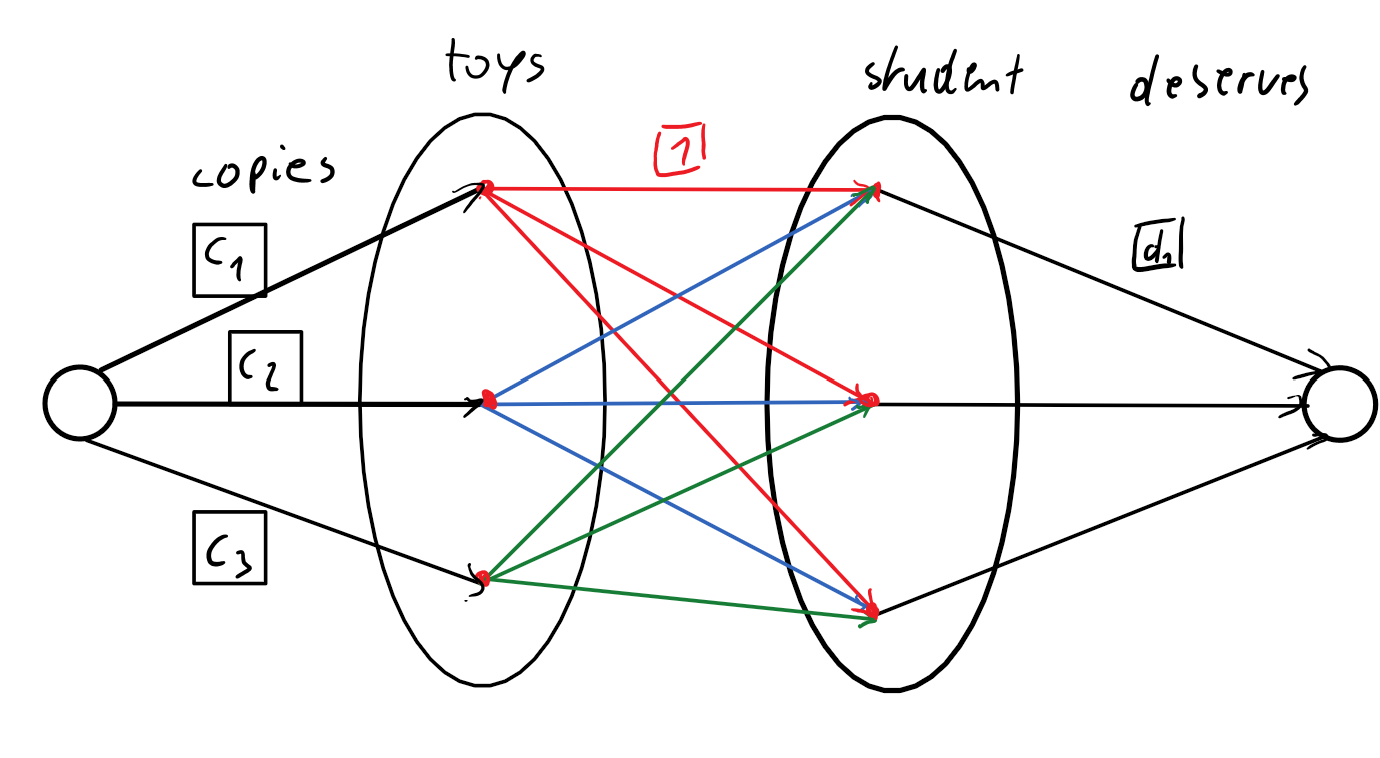 toys
student
deserves
copies
1
C1
d1
C2
C3